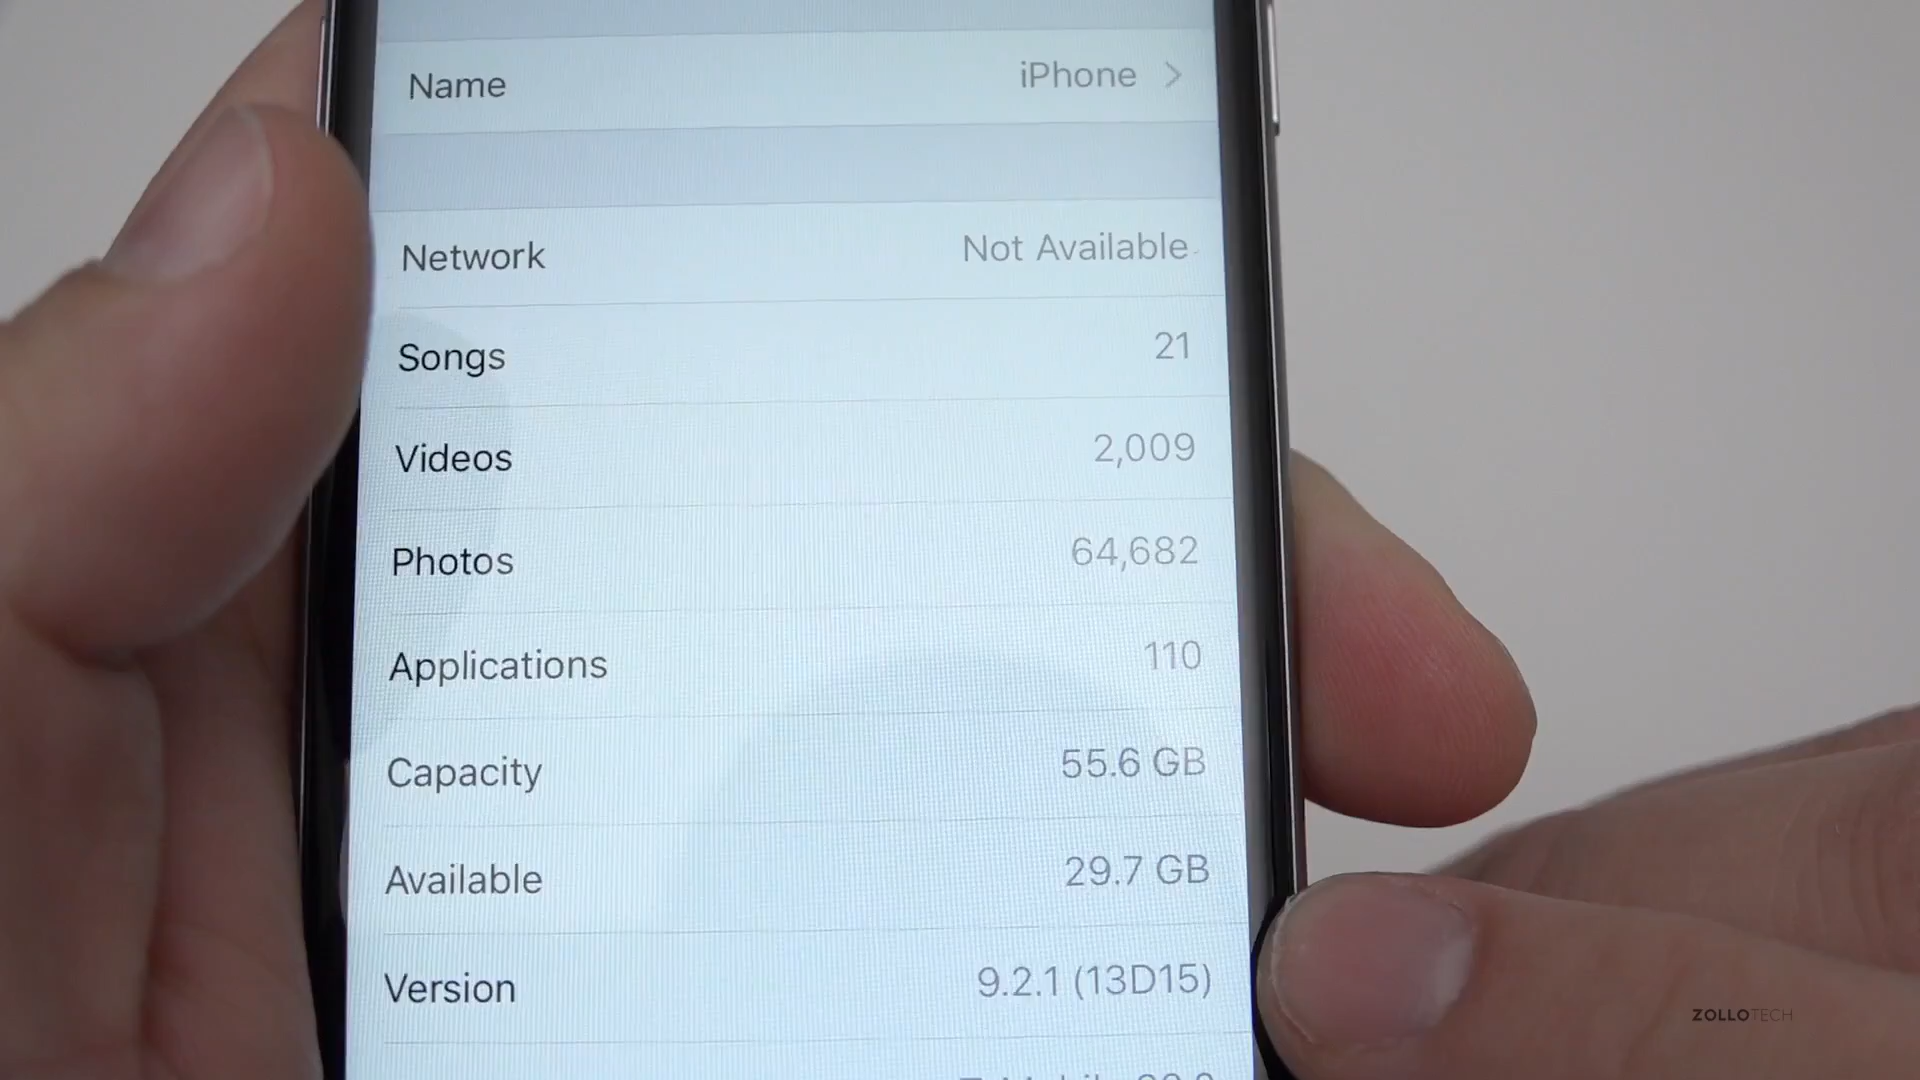 Name iPhone
Network Not Available
Songs 21
Videos 2,009
Photos 64,682
Applications 110
Capacity 55.6 GB
Available 29.7 GB
Version 9.2.1 (13D15)
ZOLLOTECH